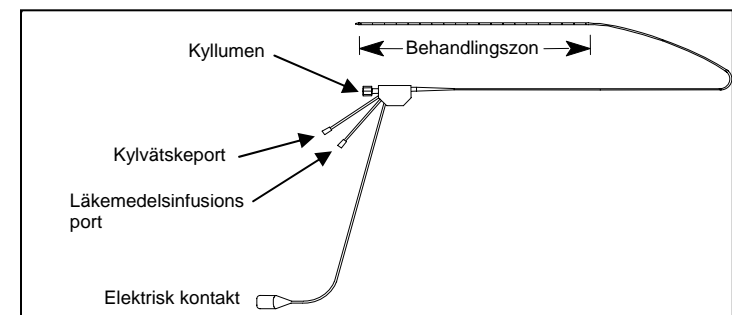 Behandlingszon
Kyllumen
Kylvätskeport
Läkemedelsinfusions
port
Elektrisk kontakt